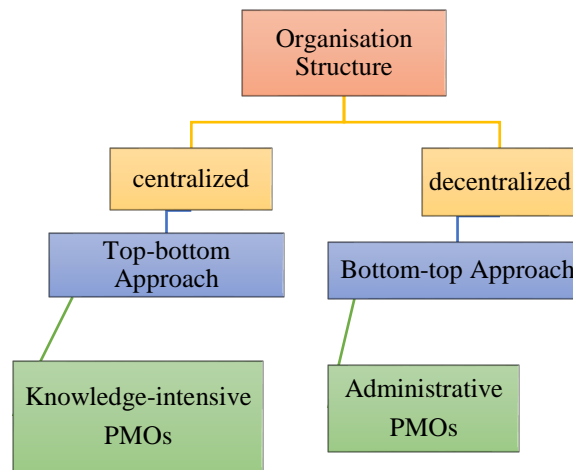 Organisation
Structure
centralized
decentralized
Top-bottom
Approach
Bottom-top Approach
Knowledge-intensive
PMOs
Administrative
PMOs